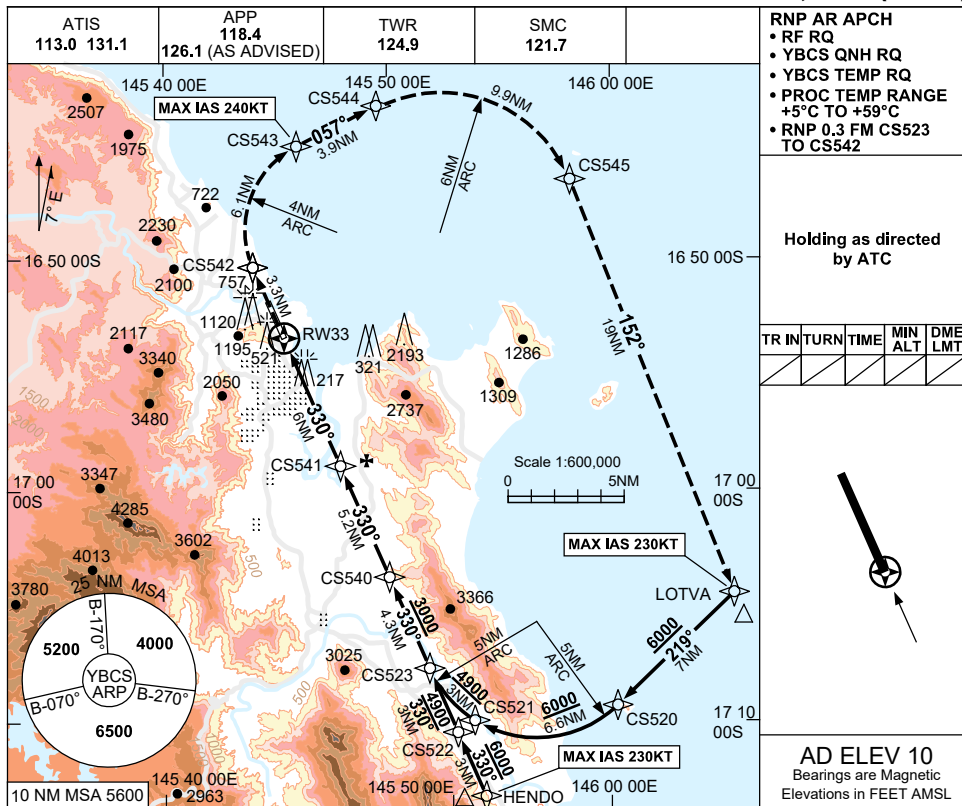 ATIS
113.0 131.1
APP
118.4
126.1 (AS ADVISED)
TWR
124.9
SMC
121.7
RNP AR APCH
• RF RQ
• YBCS QNH RQ
• YBCS TEMP RQ
• PROC TEMP RANGE
+5°C TO +59°C
• RNP 0.3 FM CS523
TO CS542
Holding as directed
by ATC
TR IN
TURN
TIME
MIN
ALT
DME
LMT
AD ELEV 10
Bearings are Magnetic
Elevations in FEET AMSL
145 40 00E
145 50 00E
146 00 00E
2507
1975
7° E
MAX IAS 240KT
CS543
CS544
057°
3.9NM
9.9NM
6NM
ARC
CS545
722
6.1NM
4NM
ARC
2230
16 50
00S
2100
CS542
757
3.3NM
16 50
00S
1120
1195
521
RW33
217
321
2193
2737
1286
1309
152°
19NM
2117
3340
3480
2050
1500
2000
330°
6NM
CS541
Scale 1:600,000
0
5NM
17 00
00S
17 00
00S
3347
4285
4013
3602
3780
500
330°
5.2NM
CS540
MAX IAS 230KT
LOTVA
3366
3000
330°
4.3NM
5NM
ARC
5NM
ARC
6000
219°
7NM
25 NM MSA
B-170°
5200
4000
YBCS
ARP
B-070°
B-270°
6500
3025
500
1000
CS523
4900
3NM
CS521
6000
6.6NM
CS520
4900
330°
3NM
CS522
17 10
00S
6000
330°
3NM
MAX IAS 230KT
HENDO
10 NM MSA 5600
145 40 00E
2963
145 50 00E
146 00 00E